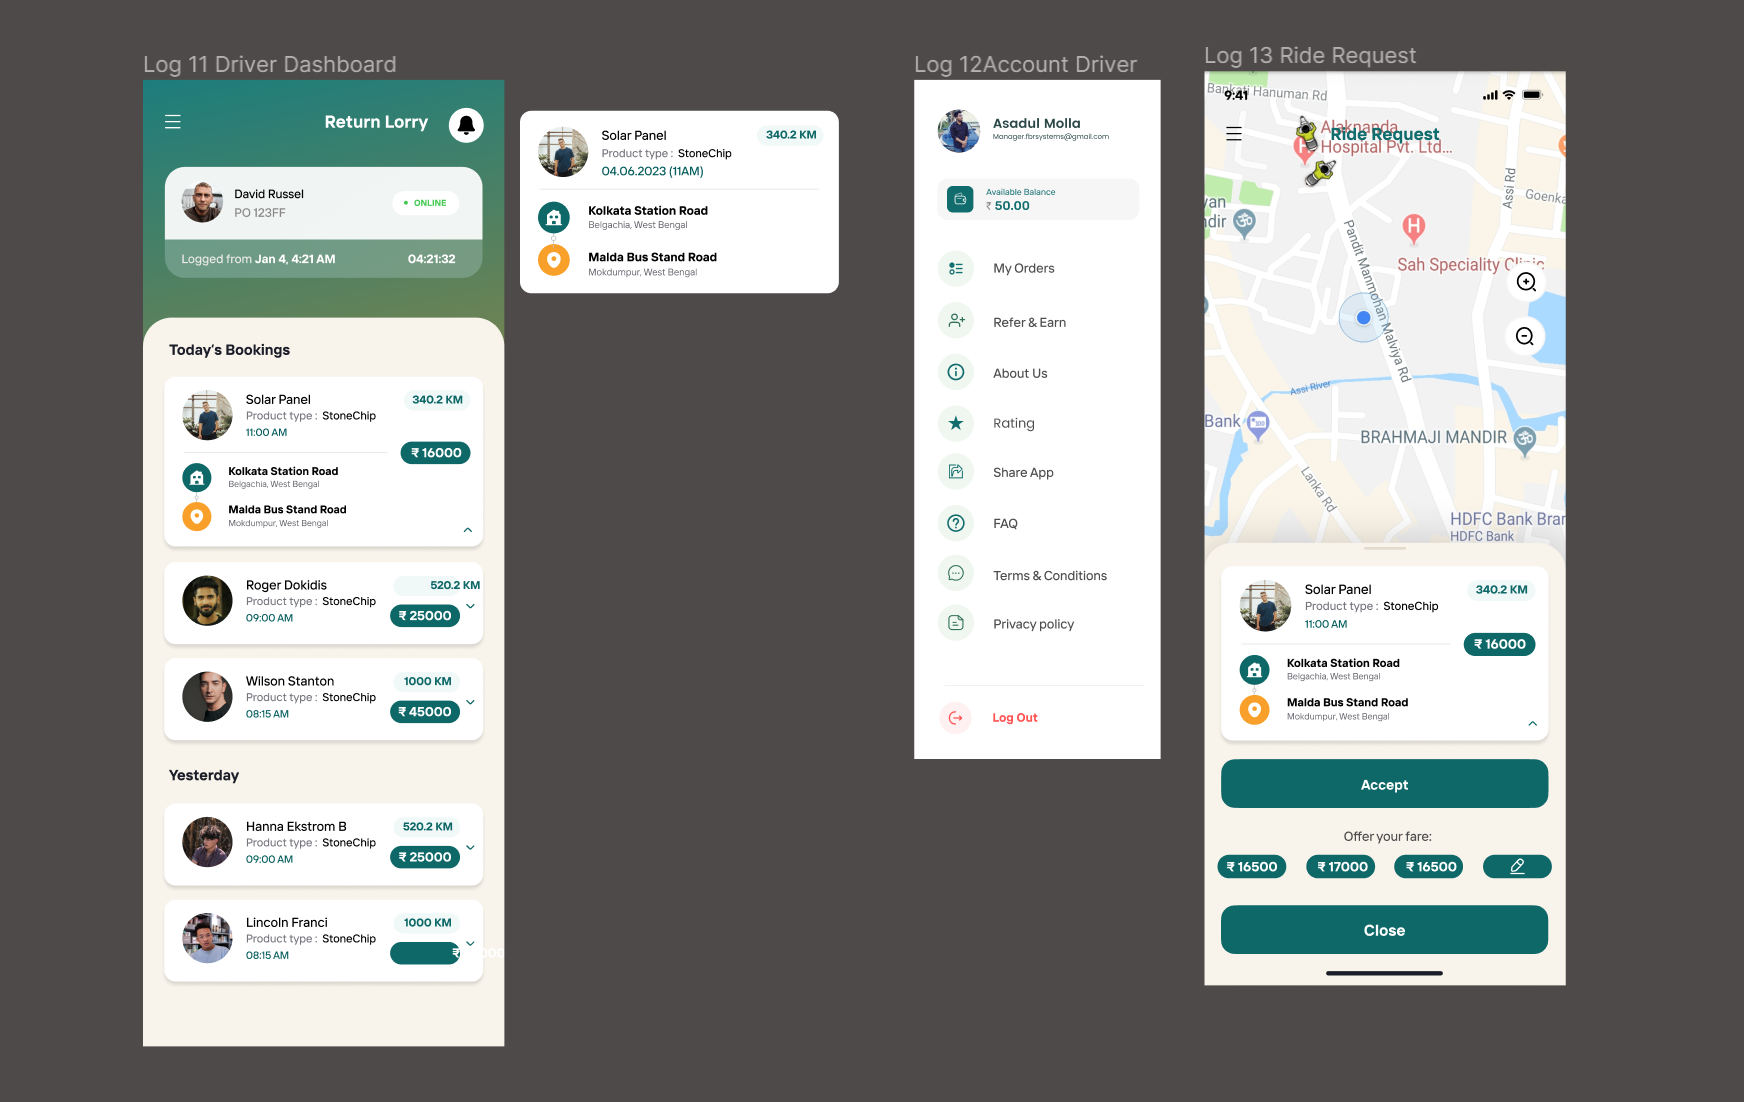 Log 11 Driver Dashboard
Return Lorry
David Russel
PO 123FF
ONLINE
Logged from Jan 4, 4:21 AM
04:21:32
Today's Bookings
Solar Panel
340.2 KM
Product type : StoneChip
11:00 AM
₹ 16000
Kolkata Station Road
Belgachia, West Bengal
Malda Bus Stand Road
Mokdumpur, West Bengal
Roger Dokidis
520.2 KM
Product type : StoneChip
09:00 AM
₹ 25000
Wilson Stanton
1000 KM
Product type : StoneChip
08:15 AM
₹ 45000
Yesterday
Hanna Ekstrom B
520.2 KM
Product type : StoneChip
09:00 AM
₹ 25000
Lincoln Franci
1000 KM
Product type : StoneChip
08:15 AM
Solar Panel
340.2 KM
Product type : StoneChip
04.06.2023 (11AM)
Kolkata Station Road
Belgachia, West Bengal
Malda Bus Stand Road
Mokdumpur, West Bengal
Log 12Account Driver
Asadul Molla
Manager.fbrsystems@gmail.com
Available Balance
₹ 50.00
My Orders
Refer & Earn
About Us
Rating
Share App
FAQ
Terms & Conditions
Privacy policy
Log Out
Log 13 Ride Request
Bankati Hanuman Rd
9:41
Alaknanda
Ride Request
Hospital Pvt. Ltd...
Assi Rd
Goenka
Pandit Manmohan Malviya Rd
Sah Speciality Clinic
Assi River
Bank
BRAHMAJI MANDIR
Lanka Rd
HDFC Bank Bran
HDFC Bank
Solar Panel
340.2 KM
Product type : StoneChip
11:00 AM
₹ 16000
Kolkata Station Road
Belgachia, West Bengal
Malda Bus Stand Road
Mokdumpur, West Bengal
Accept
Offer your fare:
₹ 16500
₹ 17000
₹ 16500
Close